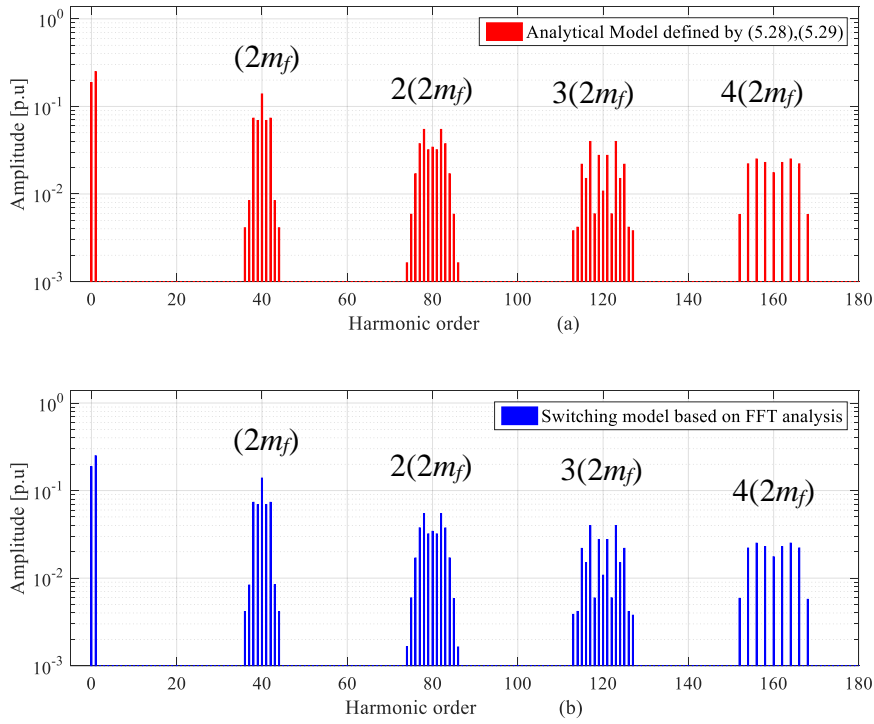 Analytical Model defined by (5.28),(5.29)
(2m_f) 2(2m_f) 3(2m_f) 4(2m_f)
Amplitude [p.u]
10^0
10^-1
10^-2
10^-3
0 20 40 60 80 100 120 140 160 180
Harmonic order (a)
Switching model based on FFT analysis
(2m_f) 2(2m_f) 3(2m_f) 4(2m_f)
Amplitude [p.u]
10^0
10^-1
10^-2
10^-3
0 20 40 60 80 100 120 140 160 180
Harmonic order (b)